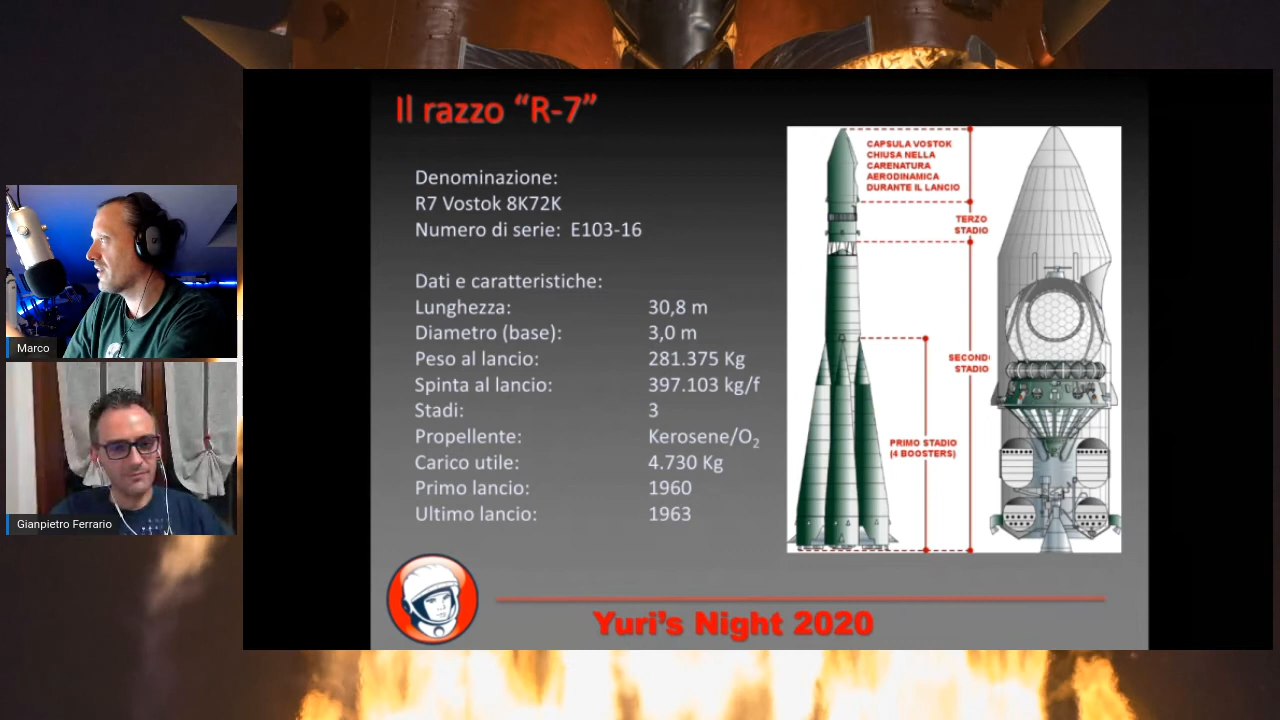 Il razzo “R-7”
Denominazione:
R7 Vostok 8K72K
Numero di serie: E103-16
Dati e caratteristiche:
Lunghezza: 30,8 m
Diametro (base): 3,0 m
Peso al lancio: 281.375 Kg
Spinta al lancio: 397.103 kg/f
Stadi: 3
Propellente: Kerosene/O₂
Carico utile: 4.730 Kg
Primo lancio: 1960
Ultimo lancio: 1963
CAPSULA VOSTOK
CHIUSA NELLA
CARENATURA
AERODINAMICA
DURANTE IL LANCIO
TERZO
STADIO
SECOND
STADIO
PRIMO STADIO
(4 BOOSTERS)
Yuri’s Night 2020
Marco
Gianpietro Ferrario